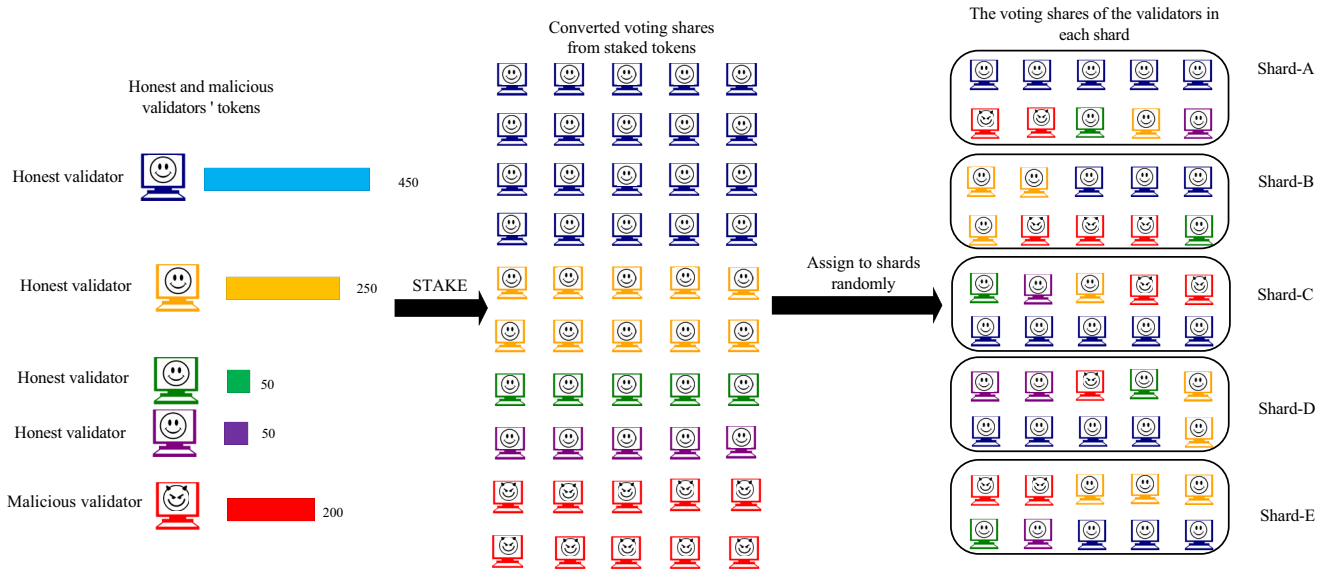 Honest and malicious
validators ' tokens
Honest validator
450
Honest validator
250
Honest validator
50
Honest validator
50
Malicious validator
200
STAKE
Converted voting shares
from staked tokens
Assign to shards
randomly
The voting shares of the validators in
each shard
Shard-A
Shard-B
Shard-C
Shard-D
Shard-E